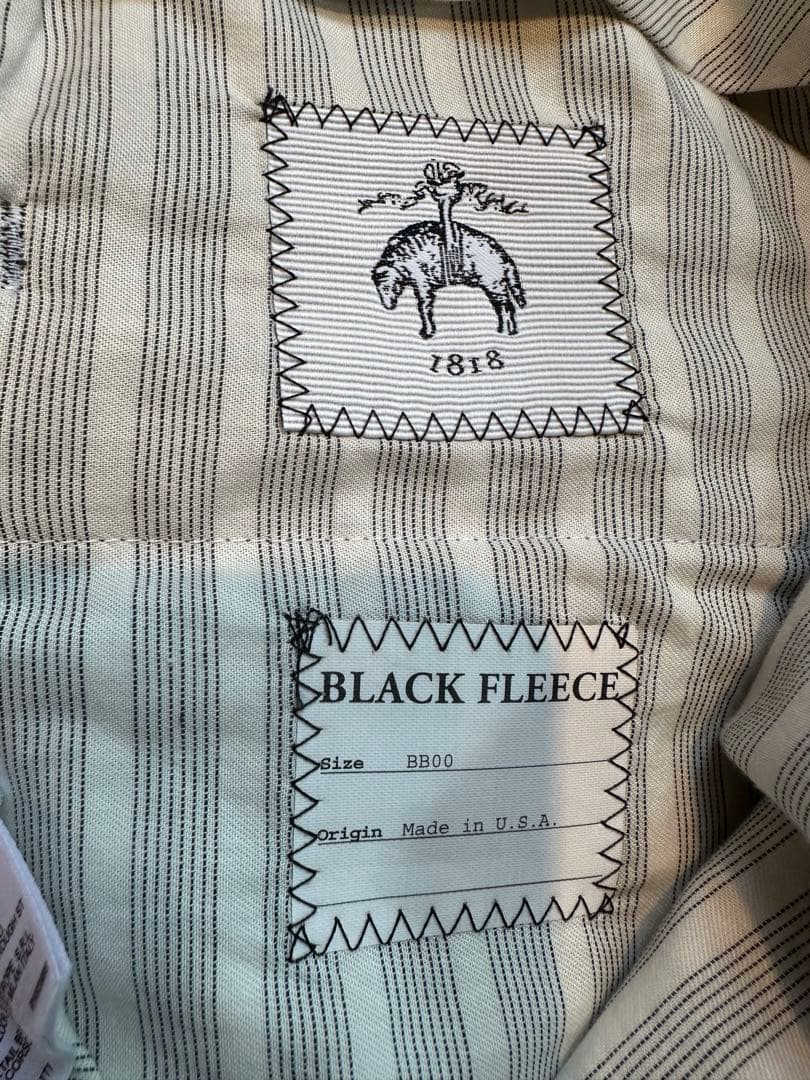 1818
BLACK FLEECE
Size BB00
Origin Made in U.S.A.